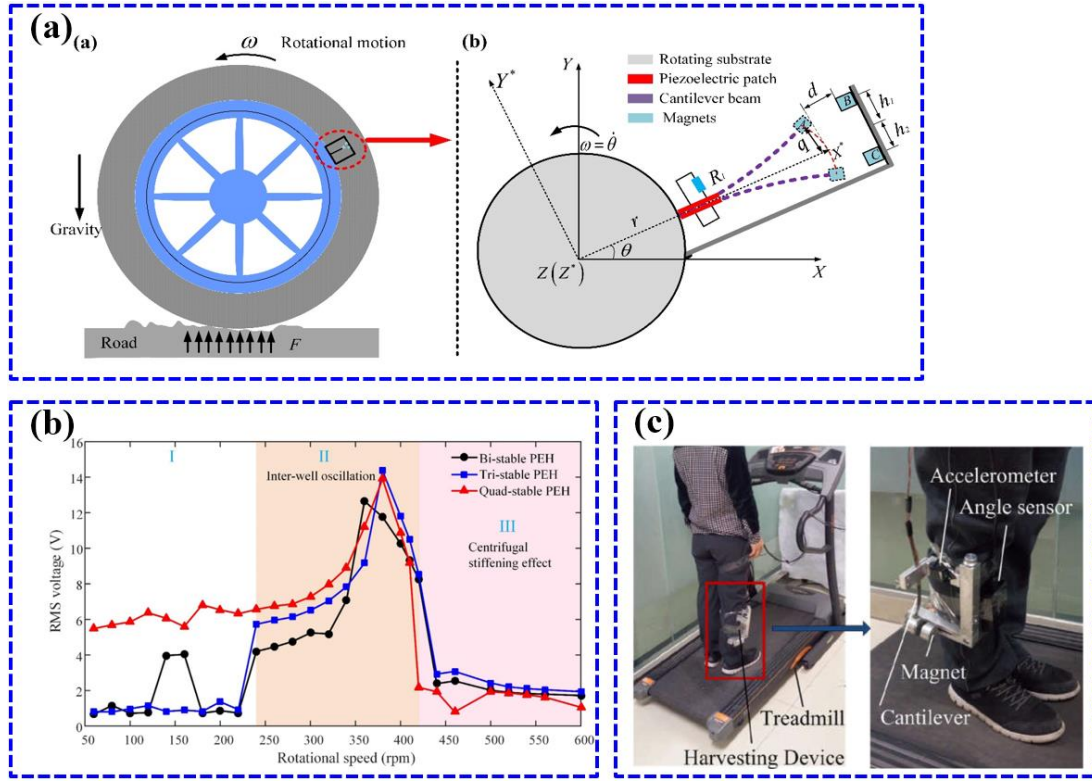 (a)
(a)
ω
Rotational motion
Gravity
Road
F
(b)
Rotating substrate
Piezoelectric patch
Cantilever beam
Magnets
Y*
Y
ω = θ̇
R_l
r
θ
Z(Z*)
X
X*
d
q
A
B
C
h₁
h₂
(b)
RMS voltage (V)
16
14
12
10
8
6
4
2
0
I
II
Inter-well oscillation
Bi-stable PEH
Tri-stable PEH
Quad-stable PEH
III
Centrifugal
stiffening effect
50 100 150 200 250 300 350 400 450 500 550 600
Rotational speed (rpm)
(c)
Treadmill
Harvesting Device
Accelerometer
Angle sensor
Magnet
Cantilever